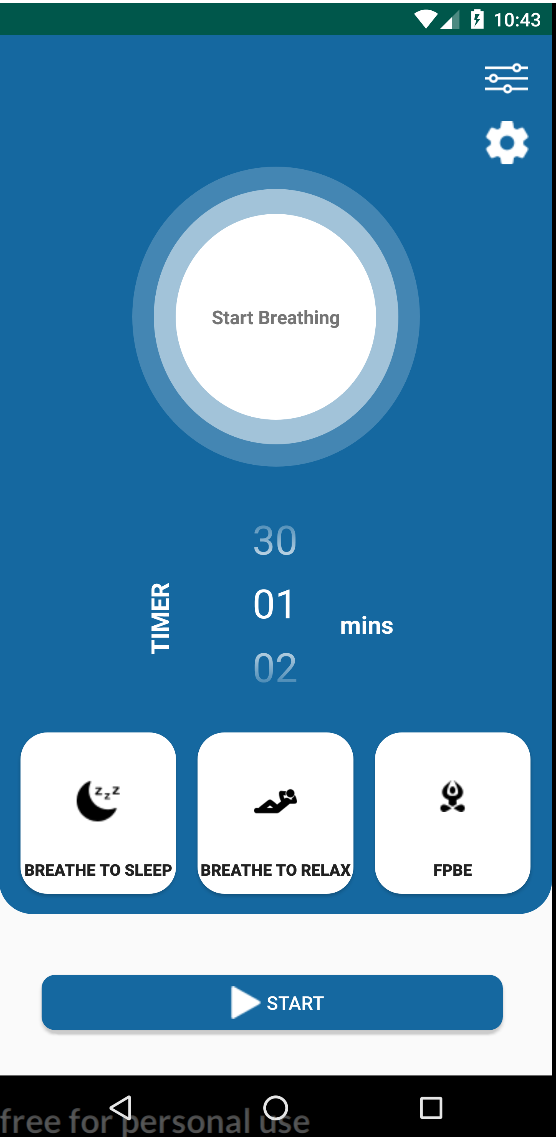 10:43
Start Breathing
30
TIMER
01
mins
02
BREATHE TO SLEEP
BREATHE TO RELAX
FPBE
START
free for personal use